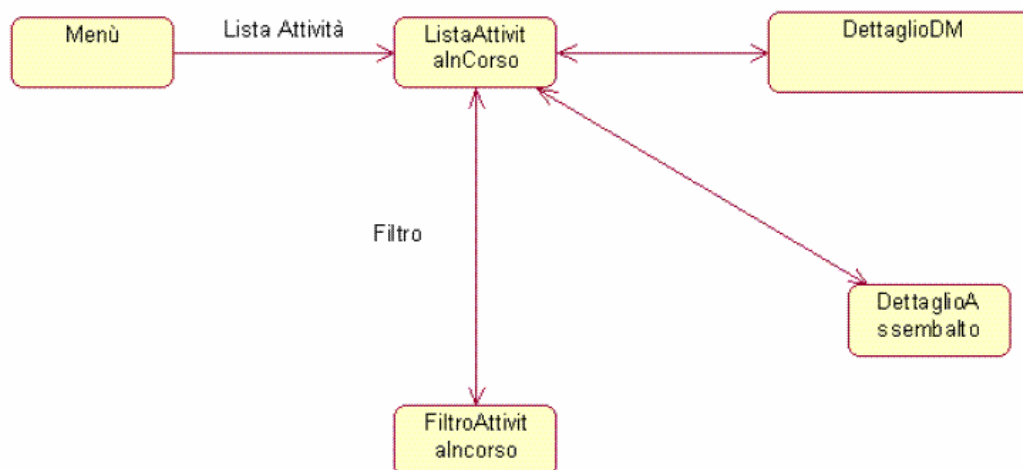 Menù
Lista Attività
ListaAttivit
aInCorso
DettaglioDM
Filtro
DettaglioA
ssembalto
FiltroAttivit
aIncorso